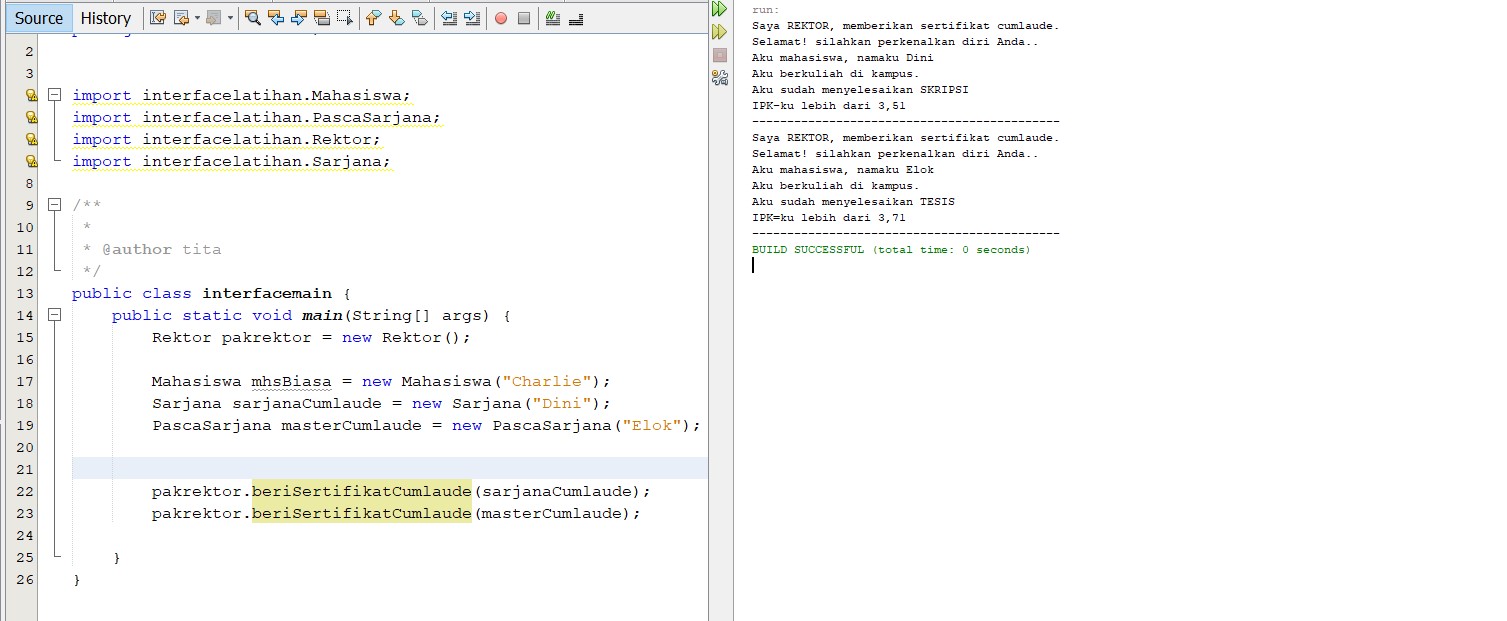 Source History
2
3
import interfacelatihan.Mahasiswa;
import interfacelatihan.PascaSarjana;
import interfacelatihan.Rektor;
import interfacelatihan.Sarjana;
8
9 /**
10 *
11 * @author tita
12 */
13 public class interfacemain {
14 public static void main(String[] args) {
15 Rektor pakrektor = new Rektor();
16
17 Mahasiswa mhsBiasa = new Mahasiswa("Charlie");
18 Sarjana sarjanaCumlaude = new Sarjana("Dini");
19 PascaSarjana masterCumlaude = new PascaSarjana("Elok");
20
21
22 pakrektor.beriSertifikatCumlaude(sarjanaCumlaude);
23 pakrektor.beriSertifikatCumlaude(masterCumlaude);
24
25 }
26 }
run:
Saya REKTOR, memberikan sertifikat cumlaude.
Selamat! silahkan perkenalkan diri Anda..
Aku mahasiswa, namaku Dini
Aku berkuliah di kampus.
Aku sudah menyelesaikan SKRIPSI
IPK-ku lebih dari 3,51
--------------------------------------------
Saya REKTOR, memberikan sertifikat cumlaude.
Selamat! silahkan perkenalkan diri Anda..
Aku mahasiswa, namaku Elok
Aku berkuliah di kampus.
Aku sudah menyelesaikan TESIS
IPK=ku lebih dari 3,71
--------------------------------------------
BUILD SUCCESSFUL (total time: 0 seconds)